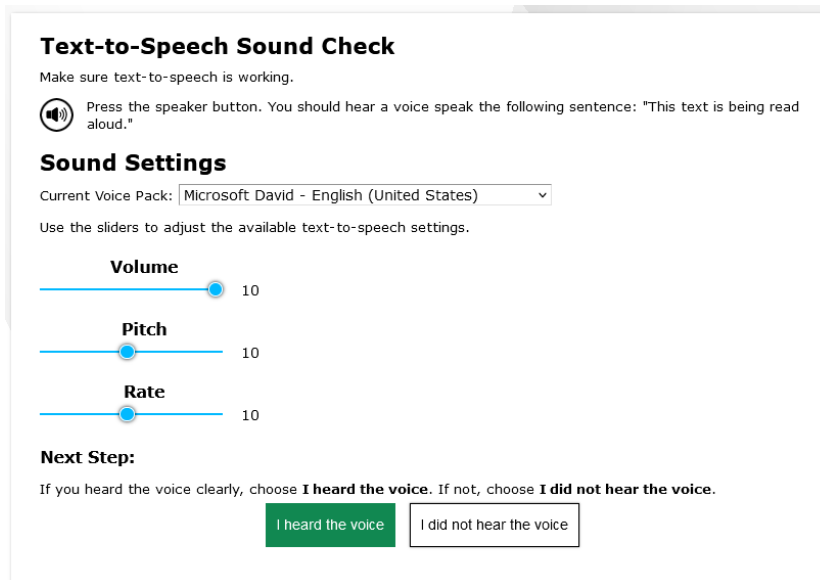 Text-to-Speech Sound Check
Make sure text-to-speech is working.
Press the speaker button. You should hear a voice speak the following sentence: "This text is being read
aloud."
Sound Settings
Current Voice Pack: Microsoft David - English (United States)
Use the sliders to adjust the available text-to-speech settings.
Volume
10
Pitch
10
Rate
10
Next Step:
If you heard the voice clearly, choose I heard the voice. If not, choose I did not hear the voice.
I heard the voice
I did not hear the voice